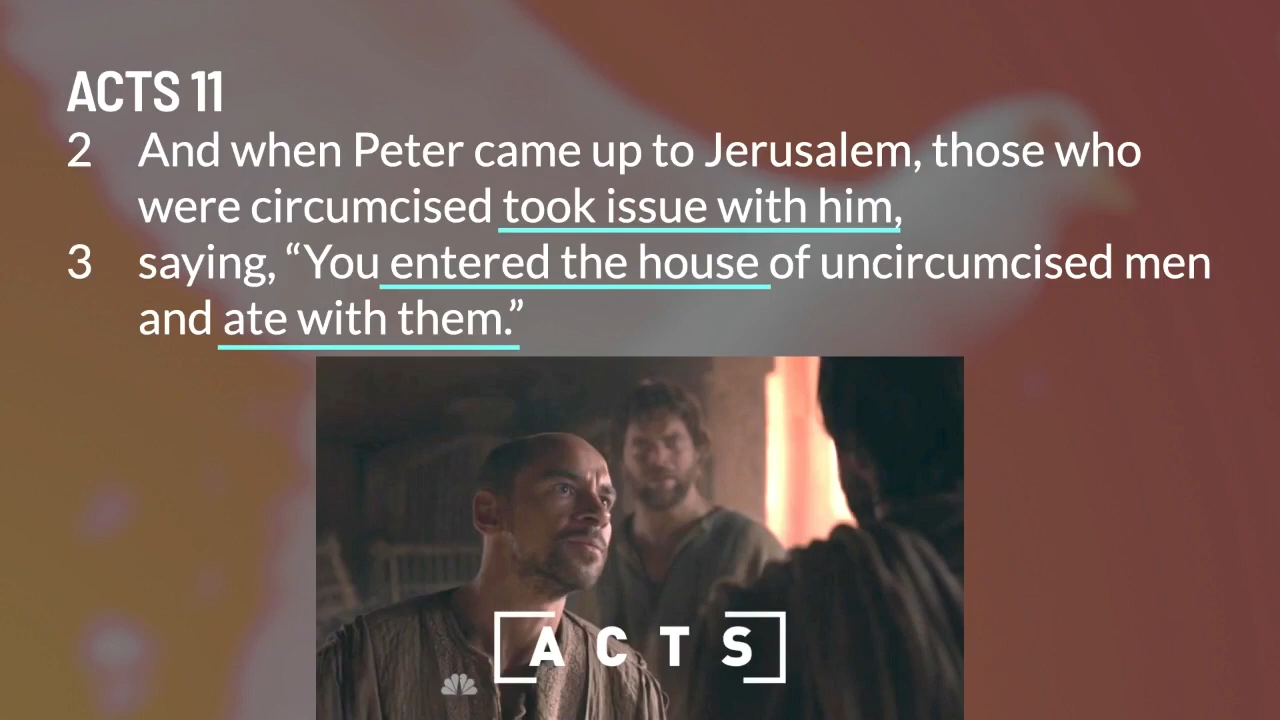 ACTS 11
2 And when Peter came up to Jerusalem, those who
were circumcised took issue with him,
3 saying, “You entered the house of uncircumcised men
and ate with them.”
ACTS